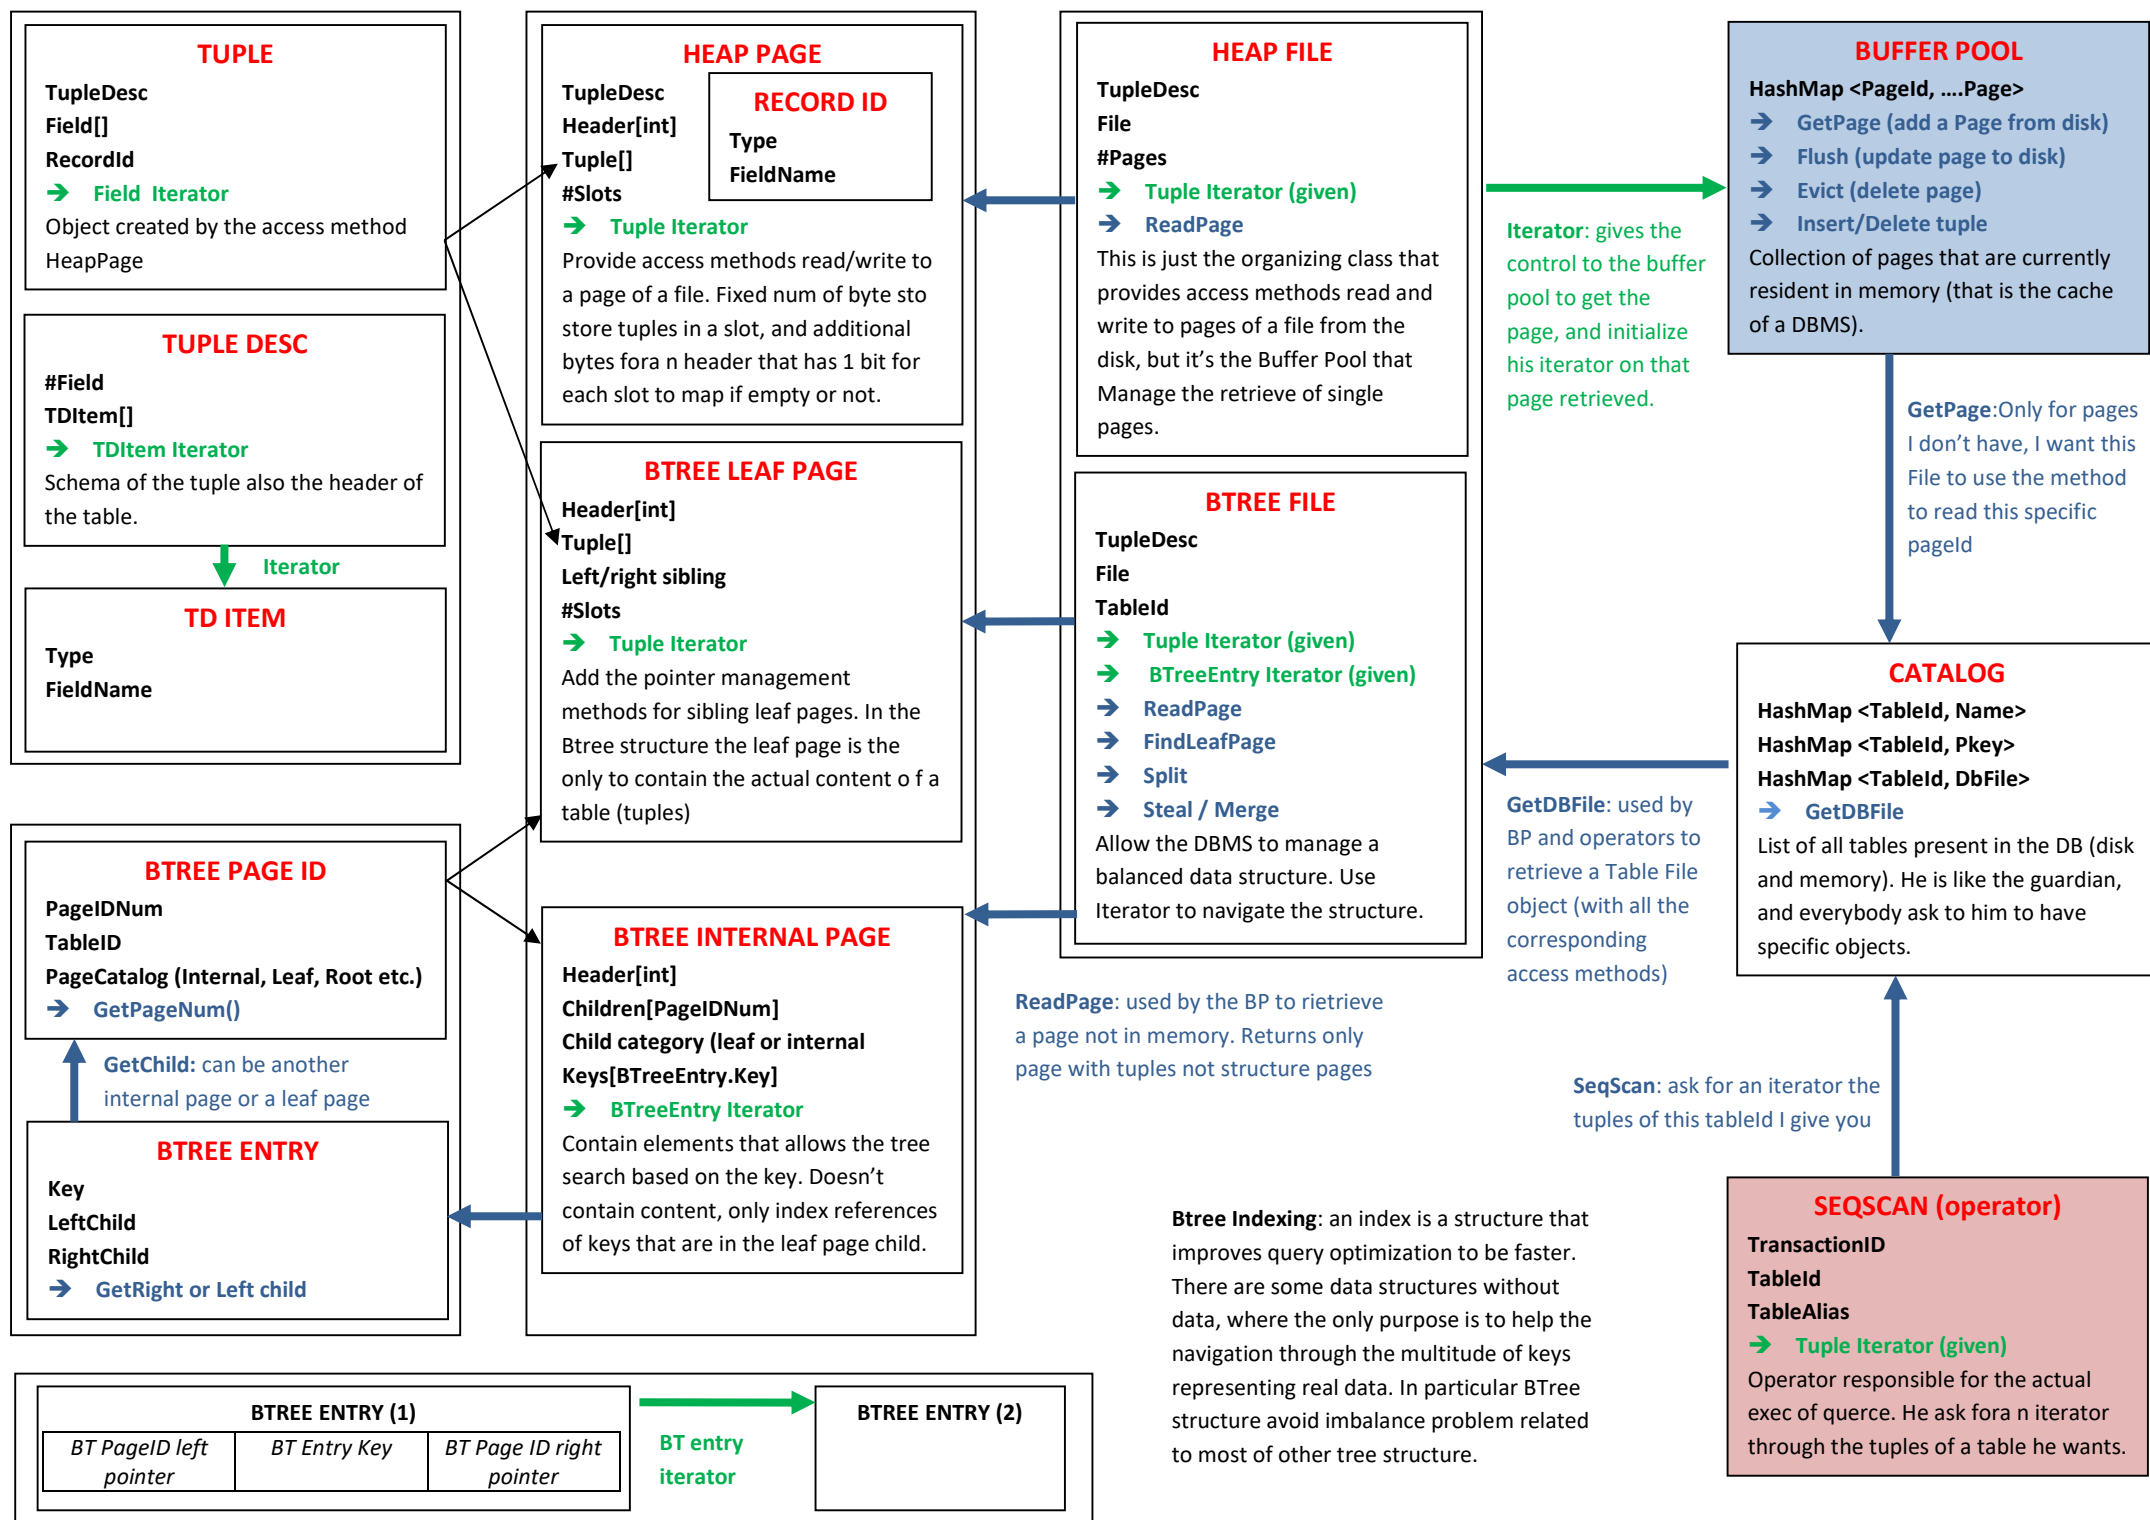 TUPLE
TupleDesc
Field[]
RecordId
➔ Field Iterator
Object created by the access method
HeapPage
TUPLE DESC
#Field
TDItem[]
➔ TDItem Iterator
Schema of the tuple also the header of
the table.
Iterator
TD ITEM
Type
FieldName
HEAP PAGE
TupleDesc
Header[int]
Tuple[]
#Slots
➔ Tuple Iterator
RECORD ID
Type
FieldName
Provide access methods read/write to
a page of a file. Fixed num of byte sto
store tuples in a slot, and additional
bytes fora n header that has 1 bit for
each slot to map if empty or not.
BTREE LEAF PAGE
Header[int]
Tuple[]
Left/right sibling
#Slots
➔ Tuple Iterator
Add the pointer management
methods for sibling leaf pages. In the
Btree structure the leaf page is the
only to contain the actual content o f a
table (tuples)
BTREE INTERNAL PAGE
Header[int]
Children[PageIDNum]
Child category (leaf or internal
Keys[BTreeEntry.Key]
➔ BTreeEntry Iterator
Contain elements that allows the tree
search based on the key. Doesn't
contain content, only index references
of keys that are in the leaf page child.
HEAP FILE
TupleDesc
File
#Pages
➔ Tuple Iterator (given)
➔ ReadPage
This is just the organizing class that
provides access methods read and
write to pages of a file from the
disk, but it's the Buffer Pool that
Manage the retrieve of single
pages.
BTREE FILE
TupleDesc
File
TableId
➔ Tuple Iterator (given)
➔ BTreeEntry Iterator (given)
➔ ReadPage
➔ FindLeafPage
➔ Split
➔ Steal / Merge
Allow the DBMS to manage a
balanced data structure. Use
Iterator to navigate the structure.
Iterator: gives the
control to the buffer
pool to get the
page, and initialize
his iterator on that
page retrieved.
BUFFER POOL
HashMap <PageId, ....Page>
➔ GetPage (add a Page from disk)
➔ Flush (update page to disk)
➔ Evict (delete page)
➔ Insert/Delete tuple
Collection of pages that are currently
resident in memory (that is the cache
of a DBMS).
GetPage:Only for pages
I don't have, I want this
File to use the method
to read this specific
pageId
CATALOG
HashMap <TableId, Name>
HashMap <TableId, Pkey>
HashMap <TableId, DbFile>
➔ GetDBFile
List of all tables present in the DB (disk
and memory). He is like the guardian,
and everybody ask to him to have
specific objects.
GetDBFile: used by
BP and operators to
retrieve a Table File
object (with all the
corresponding
access methods)
ReadPage: used by the BP to rietrieve
a page not in memory. Returns only
page with tuples not structure pages
SeqScan: ask for an iterator the
tuples of this tableId I give you
SEQSCAN (operator)
TransactionID
TableId
TableAlias
➔ Tuple Iterator (given)
Operator responsible for the actual
exec of querce. He ask fora n iterator
through the tuples of a table he wants.
BTREE PAGE ID
PageIDNum
TableID
PageCatalog (Internal, Leaf, Root etc.)
➔ GetPageNum()
GetChild: can be another
internal page or a leaf page
BTREE ENTRY
Key
LeftChild
RightChild
➔ GetRight or Left child
Btree Indexing: an index is a structure that
improves query optimization to be faster.
There are some data structures without
data, where the only purpose is to help the
navigation through the multitude of keys
representing real data. In particular BTree
structure avoid imbalance problem related
to most of other tree structure.
BTREE ENTRY (1)
BT PageID left
pointer
BT Entry Key
BT Page ID right
pointer
BT entry
iterator
BTREE ENTRY (2)